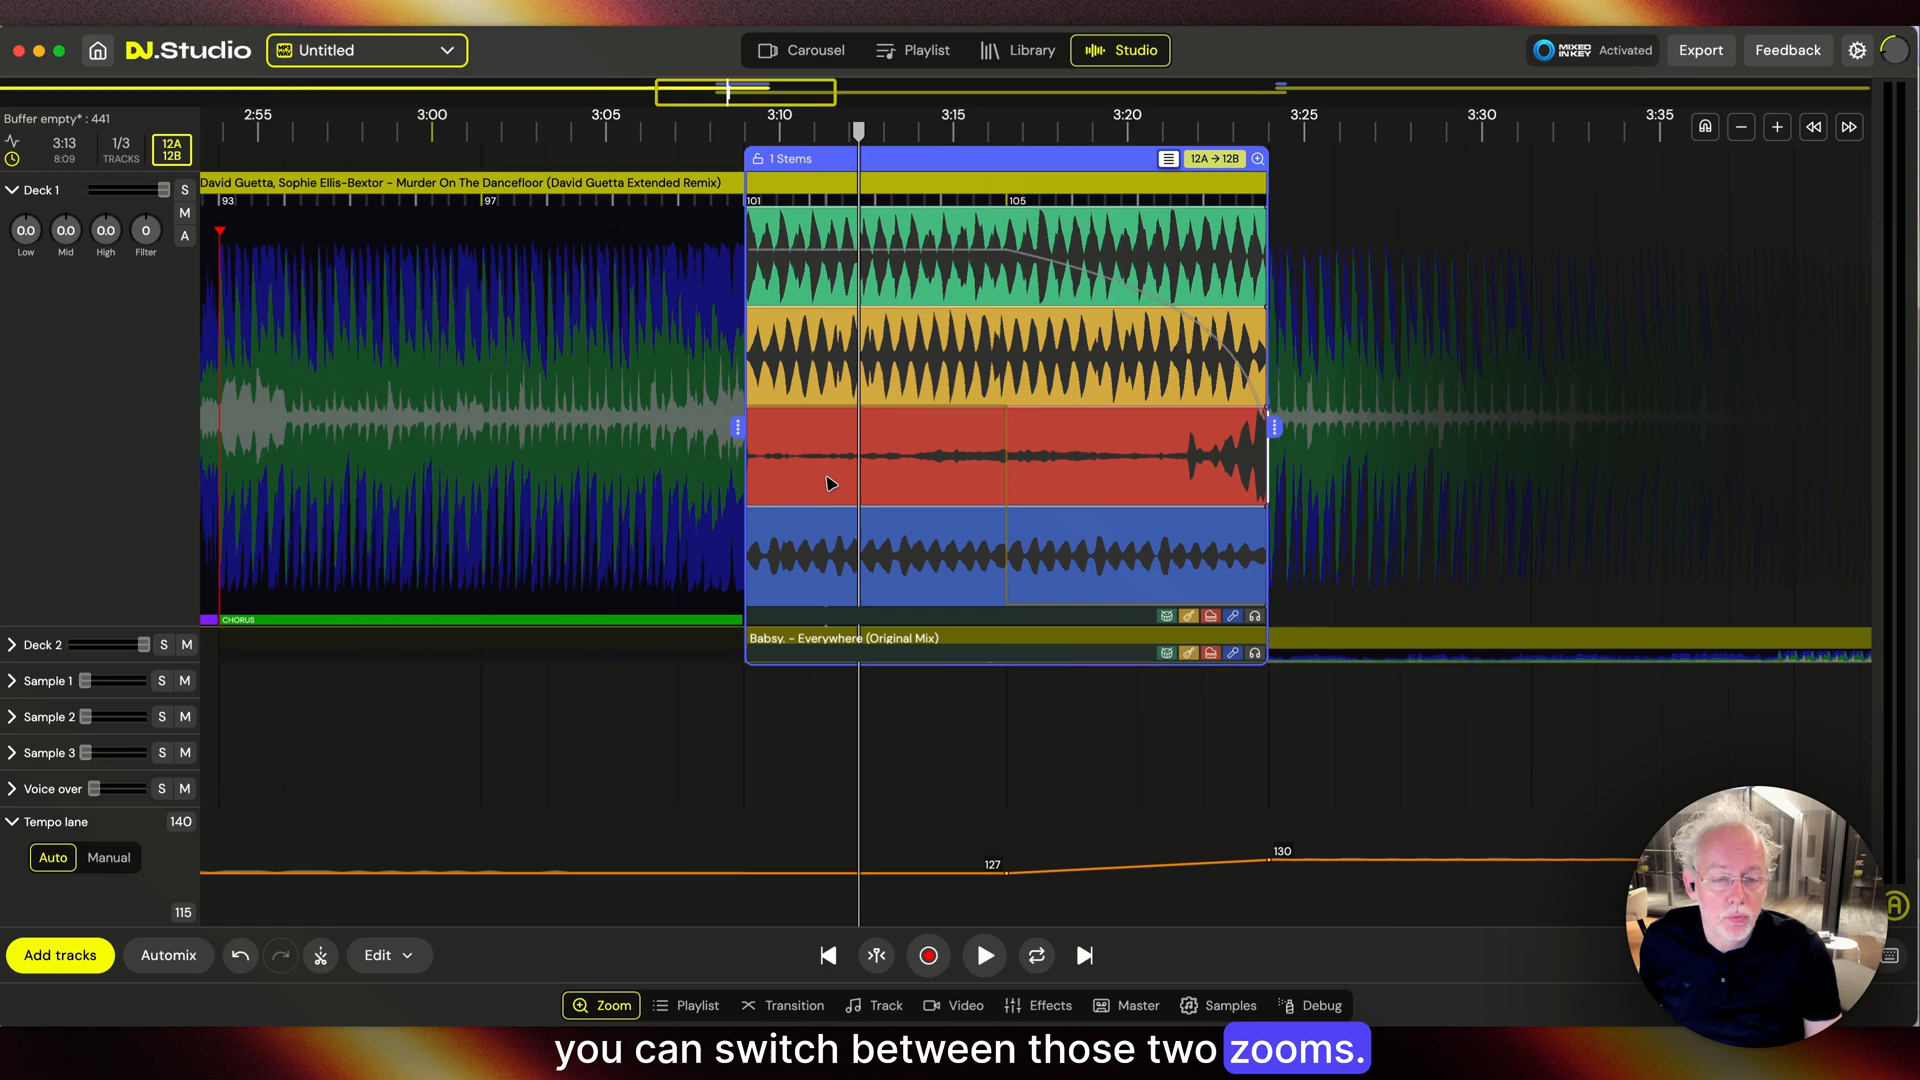 DJ.Studio
Untitled
Carousel
Playlist
Library
Studio
MIXED IN KEY
Activated
Export
Feedback
Buffer empty* : 441
2:55
3:00
3:05
3:10
3:15
3:20
3:25
3:30
3:35
3:13
8:09
1/3
TRACKS
12A
12B
1 Stems
12A → 12B
Deck 1
S
M
A
David Guetta, Sophie Ellis-Bextor - Murder On The Dancefloor (David Guetta Extended Remix)
93
97
101
105
0.0
0.0
0.0
0
Low
Mid
High
Filter
CHORUS
Deck 2
S
M
Babsy. - Everywhere (Original Mix)
Sample 1
S
M
Sample 2
S
M
Sample 3
S
M
Voice over
S
M
Tempo lane
140
Auto
Manual
127
130
115
Add tracks
Automix
Edit
Zoom
Playlist
Transition
Track
Video
Effects
Master
Samples
Debug
you can switch between those two zooms.